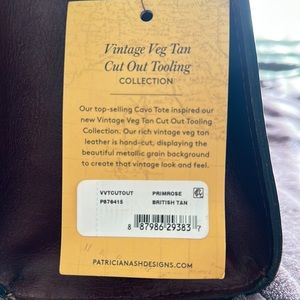 Vintage Veg Tan
Cut Out Tooling
COLLECTION
Our top-selling Cavo Tote inspired our
new Vintage Veg Tan Cut Out Tooling
Collection. Our rich vintage veg tan
leather is hand-cut, displaying the
beautiful metallic grain background
to create that vintage look and feel.
VVTCUTOUT PRIMROSE
P876415 BRITISH TAN
8 87986 29383 7
PATRICIANASHDESIGNS.COM